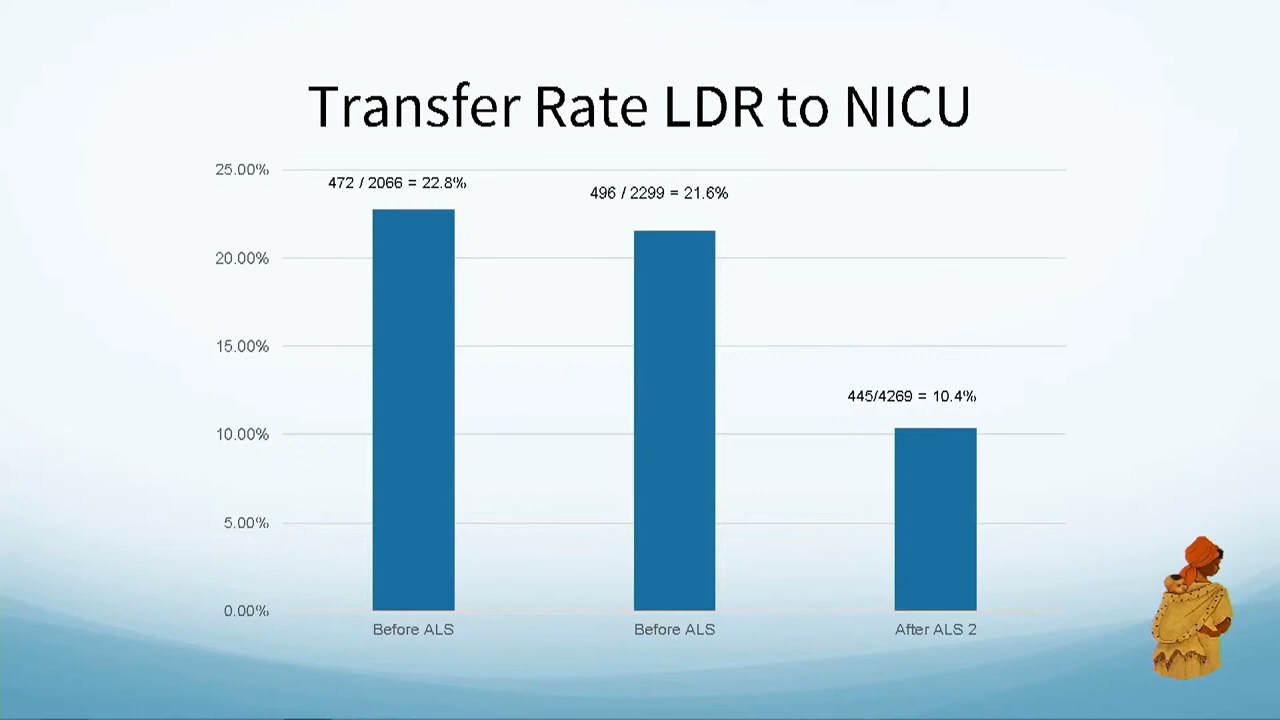 Transfer Rate LDR to NICU
25.00%
472 / 2066 = 22.8%
496 / 2299 = 21.6%
20.00%
15.00%
445/4269 = 10.4%
10.00%
5.00%
0.00%
Before ALS
Before ALS
After ALS 2